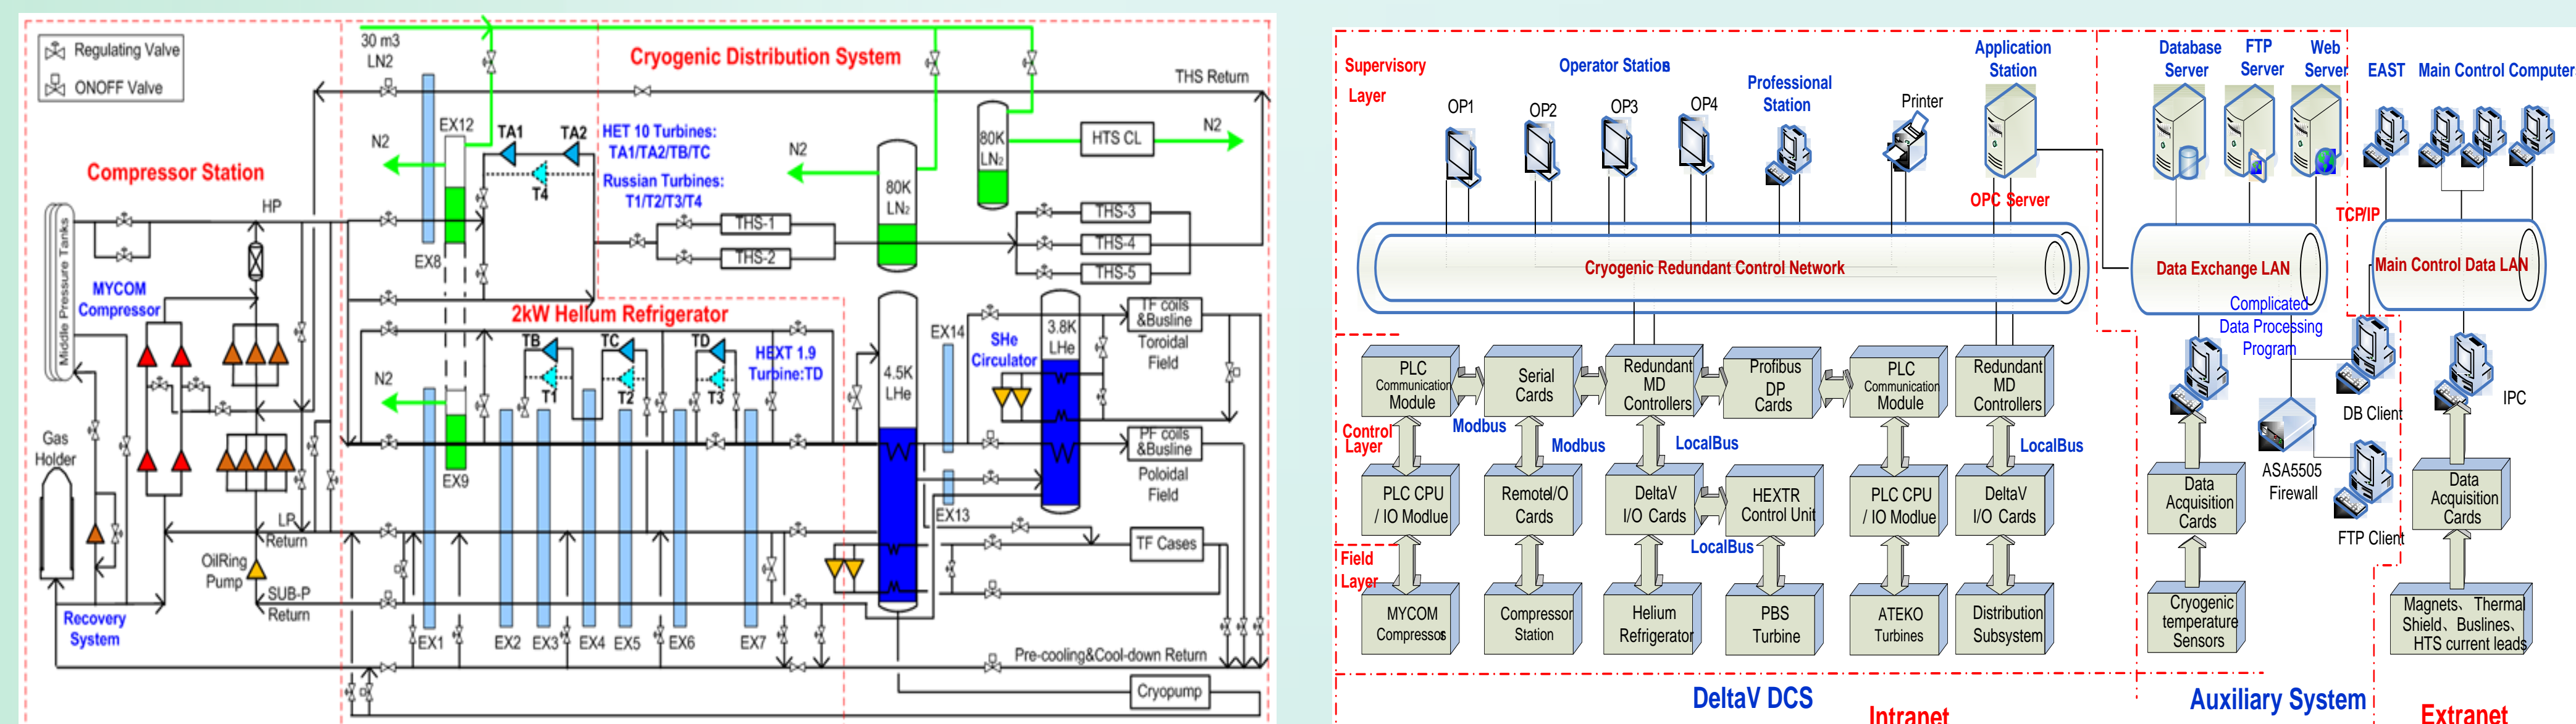 Regulating Valve
ONOFF Valve
30 m3
LN2
Cryogenic Distribution System
THS Return
EX12
N2
TA1
TA2
T4
HET 10 Turbines:
TA1/TA2/TB/TC
Russian Turbines:
T1/T2/T3/T4
N2
80K
LN2
80K
LN2
HTS CL
N2
Compressor Station
HP
Middle Pressure Tanks
MYCOM
Compressor
EX8
THS-1
THS-2
THS-3
THS-4
THS-5
2kW Helium Refrigerator
TB
TC
TD
T1
T2
T3
HEXT 1.9
Turbine:TD
N2
EX9
4.5K
LHe
EX14
SHe
Circulator
3.8K
LHe
TF coils
&Busline
Toroidal
Field
PF coils
&Busline
Poloidal
Field
EX13
TF Cases
Gas
Holder
LP
Return
OilRing
Pump
SUB-P
Return
Recovery
System
EX1
EX2
EX3
EX4
EX5
EX6
EX7
Pre-cooling&Cool-down Return
Cryopump
Supervisory
Layer
OP1
OP2
Operator Stations
OP3
OP4
Professional
Station
Printer
Application
Station
OPC Server
Database
Server
FTP
Server
Web
Server
EAST
Main Control Computer
TCP/IP
Cryogenic Redundant Control Network
Data Exchange LAN
Main Control Data LAN
Complicated
Data Processing
Program
PLC
Communication
Module
Serial
Cards
Redundant
MD
Controllers
Profibus
DP
Cards
PLC
Communication
Module
Redundant
MD
Controllers
DB Client
IPC
Control
Layer
Modbus
Modbus
LocalBus
LocalBus
PLC CPU
/ IO Modlue
RemoteI/O
Cards
DeltaV
I/O Cards
HEXTR
Control Unit
PLC CPU
/ IO Modlue
DeltaV
I/O Cards
Data
Acquisition
Cards
ASA5505
Firewall
Data
Acquisition
Cards
FTP Client
LocalBus
Field
Layer
MYCOM
Compressors
Compressor
Station
Helium
Refrigerator
PBS
Turbine
ATEKO
Turbines
Distribution
Subsystem
Cryogenic
temperature
Sensors
Magnets、Thermal
Shield、Buslines、
HTS current leads
DeltaV DCS
Auxiliary System
Intranet
Extranet